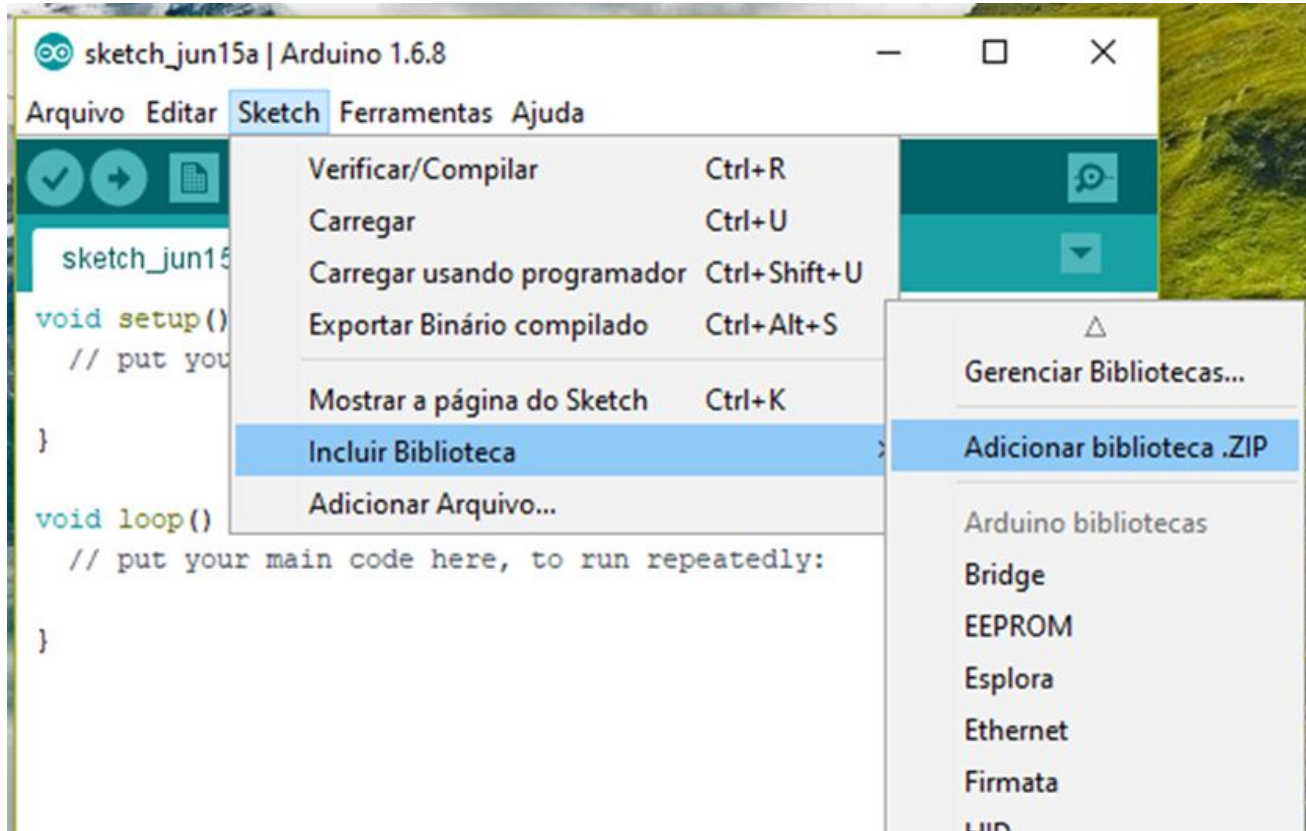 sketch_jun15a | Arduino 1.6.8
Arquivo Editar Sketch Ferramentas Ajuda
Verificar/Compilar Ctrl+R
Carregar Ctrl+U
sketch_jun15
Carregar usando programador Ctrl+Shift+U
void setup()
Exportar Binário compilado Ctrl+Alt+S
// put you
Gerenciar Bibliotecas...
Mostrar a página do Sketch Ctrl+K
}
Incluir Biblioteca
Adicionar biblioteca .ZIP
Adicionar Arquivo...
void loop()
Arduino bibliotecas
// put your main code here, to run repeatedly:
Bridge
EEPROM
}
Esplora
Ethernet
Firmata
HID